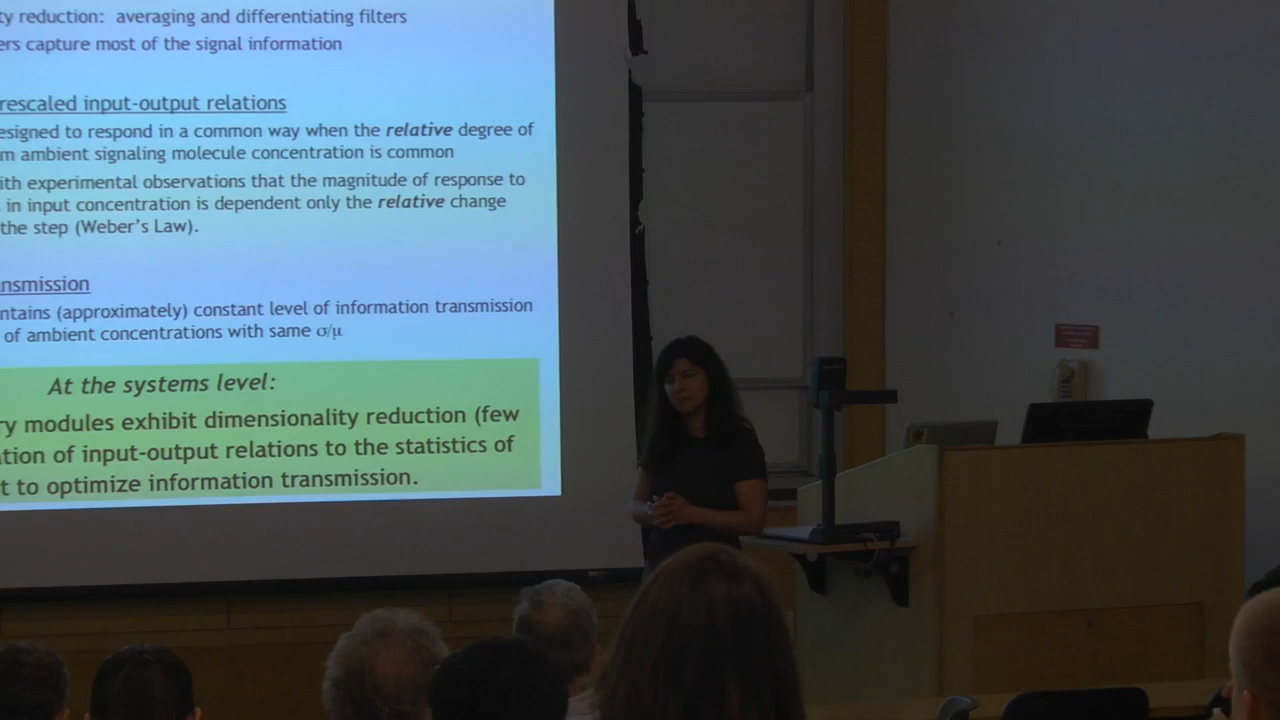 ty reduction: averaging and differentiating filters
ers capture most of the signal information
rescaled input-output relations
esigned to respond in a common way when the relative degree of
m ambient signaling molecule concentration is common
ith experimental observations that the magnitude of response to
in input concentration is dependent only the relative change
the step (Weber's Law).
nsmission
ntains (approximately) constant level of information transmission
of ambient concentrations with same σ/μ
At the systems level:
ry modules exhibit dimensionality reduction (few
tion of input-output relations to the statistics of
t to optimize information transmission.